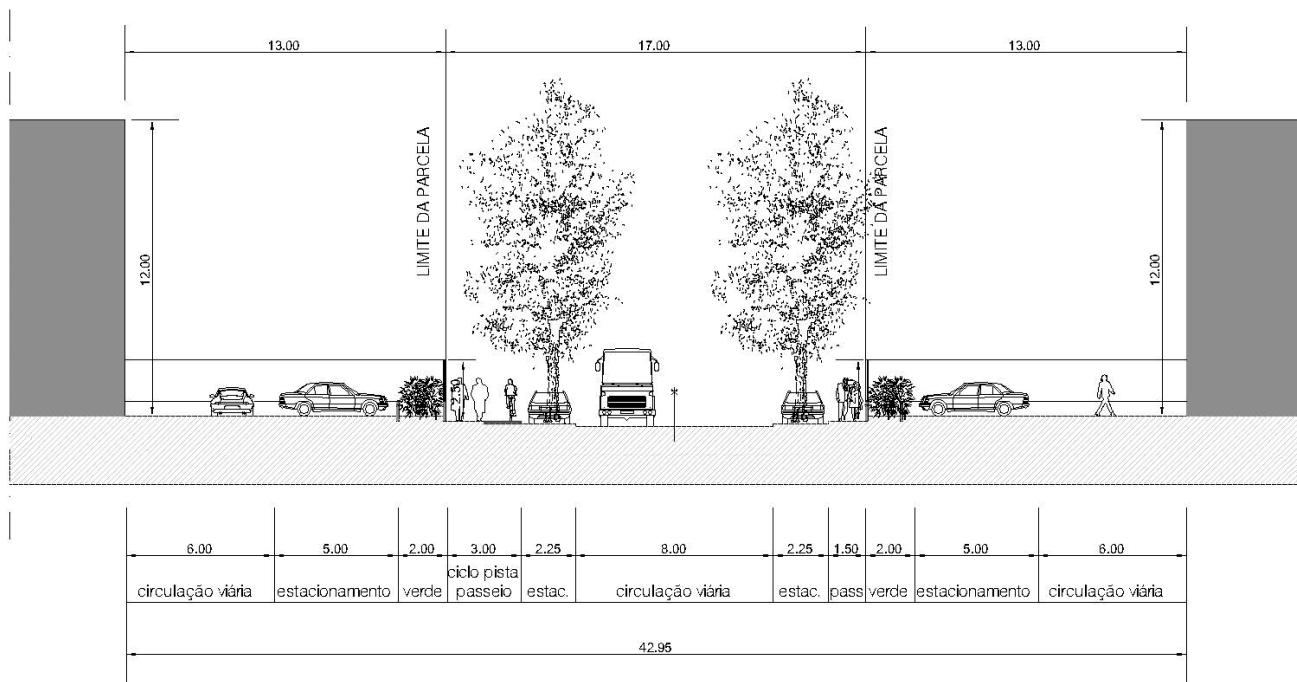 13.00 17.00 13.00
LIMITE DA PARCELA
LIMITE DA PARCELA
12.00
12.00
2.50
6.00 5.00 2.00 3.00 2.25 8.00 2.25 1.50 2.00 5.00 6.00
circulação viária estacionamento verde ciclo pista passeio estac. circulação viária estac. pass verde estacionamento circulação viária
42.95